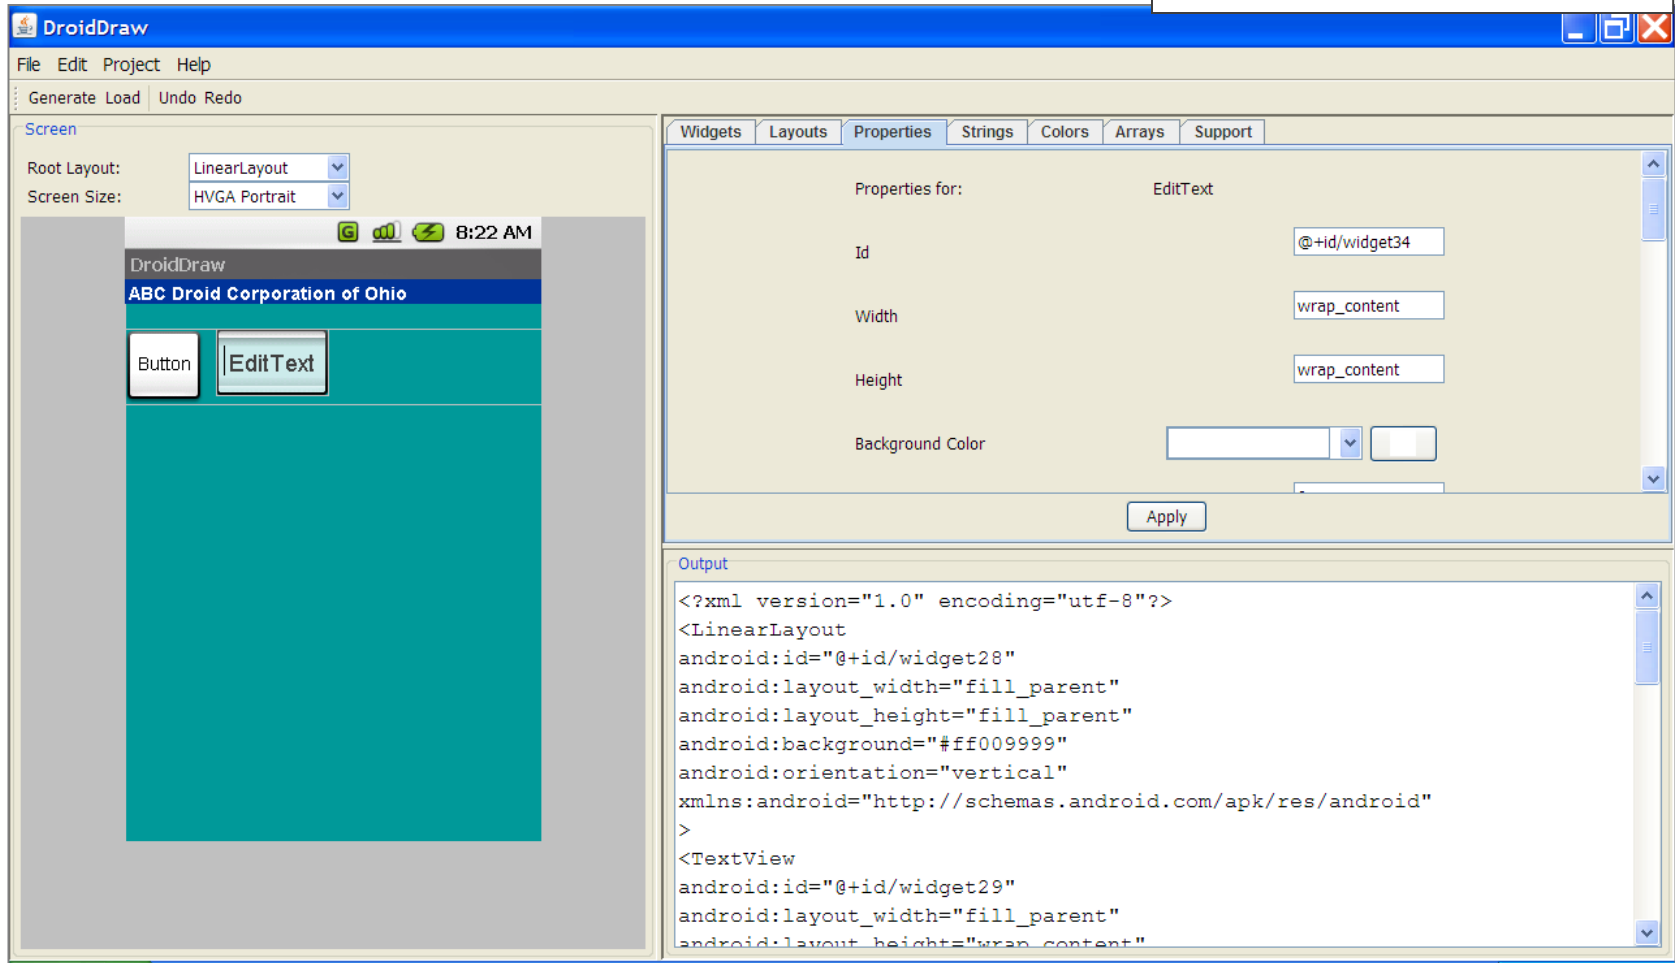 DroidDraw
File Edit Project Help
Generate Load Undo Redo
Screen
Root Layout: LinearLayout
Screen Size: HVGA Portrait
G 8:22 AM
DroidDraw
ABC Droid Corporation of Ohio
Button EditText
Widgets Layouts Properties Strings Colors Arrays Support
Properties for: EditText
Id @+id/widget34
Width wrap_content
Height wrap_content
Background Color
Apply
Output
<?xml version="1.0" encoding="utf-8"?>
<LinearLayout
android:id="@+id/widget28"
android:layout_width="fill_parent"
android:layout_height="fill_parent"
android:background="#ff009999"
android:orientation="vertical"
xmlns:android="http://schemas.android.com/apk/res/android"
>
<TextView
android:id="@+id/widget29"
android:layout_width="fill_parent"
android:layout_height="wrap_content"